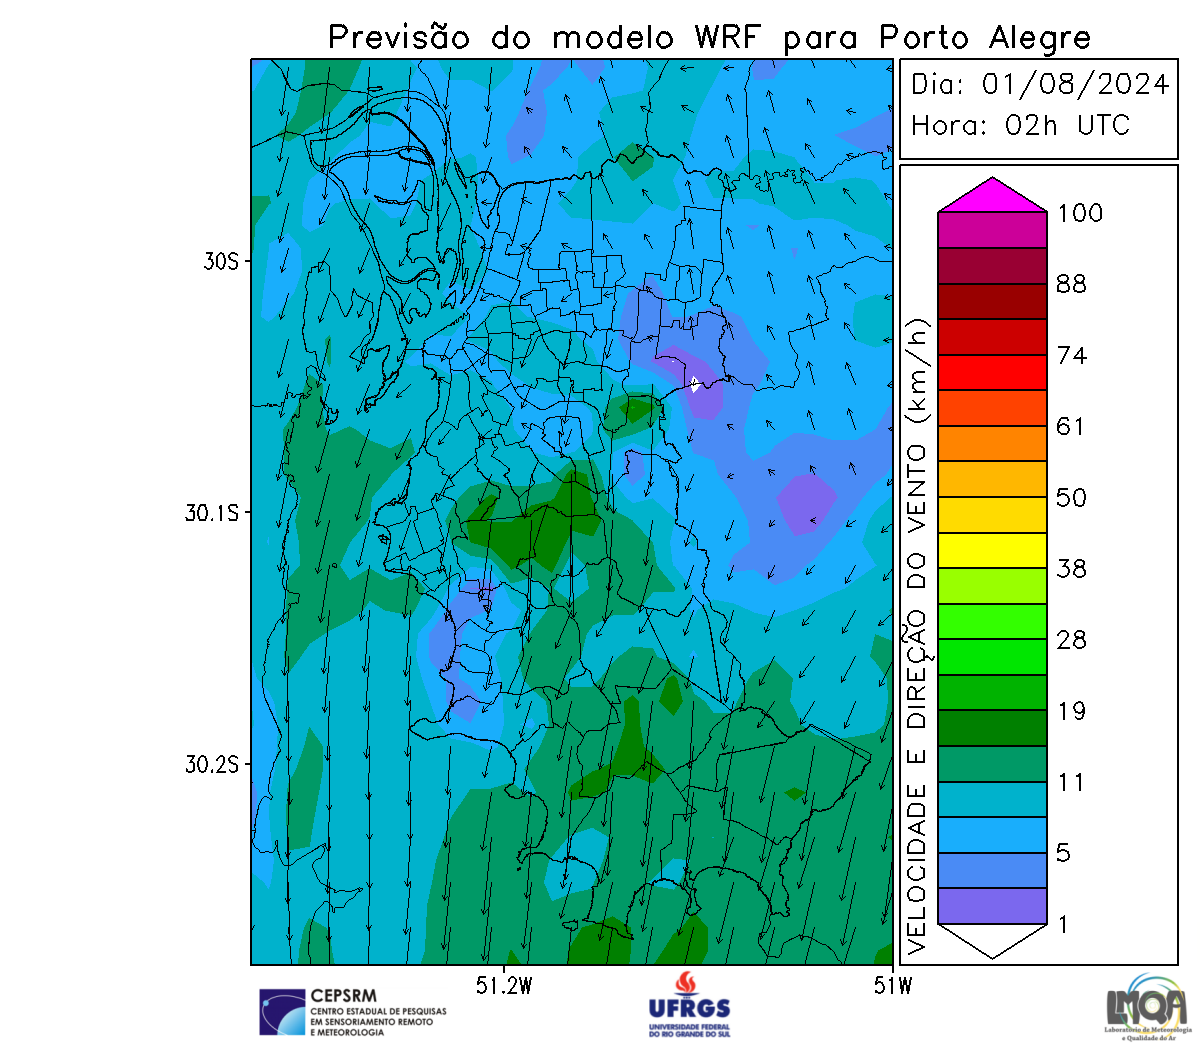 Previsão do modelo WRF para Porto Alegre
Dia: 01/08/2024
Hora: 02h UTC
30S
30.1S
30.2S
51.2W
51W
VELOCIDADE E DIREÇÃO DO VENTO (km/h)
100
88
74
61
50
38
28
19
11
5
1
CEPSRM
CENTRO ESTADUAL DE PESQUISAS
EM SENSORIAMENTO REMOTO
E METEOROLOGIA
UFRGS
UNIVERSIDADE FEDERAL
DO RIO GRANDE DO SUL
LMQA
Laboratório de Meteorologia
e Qualidade do Ar